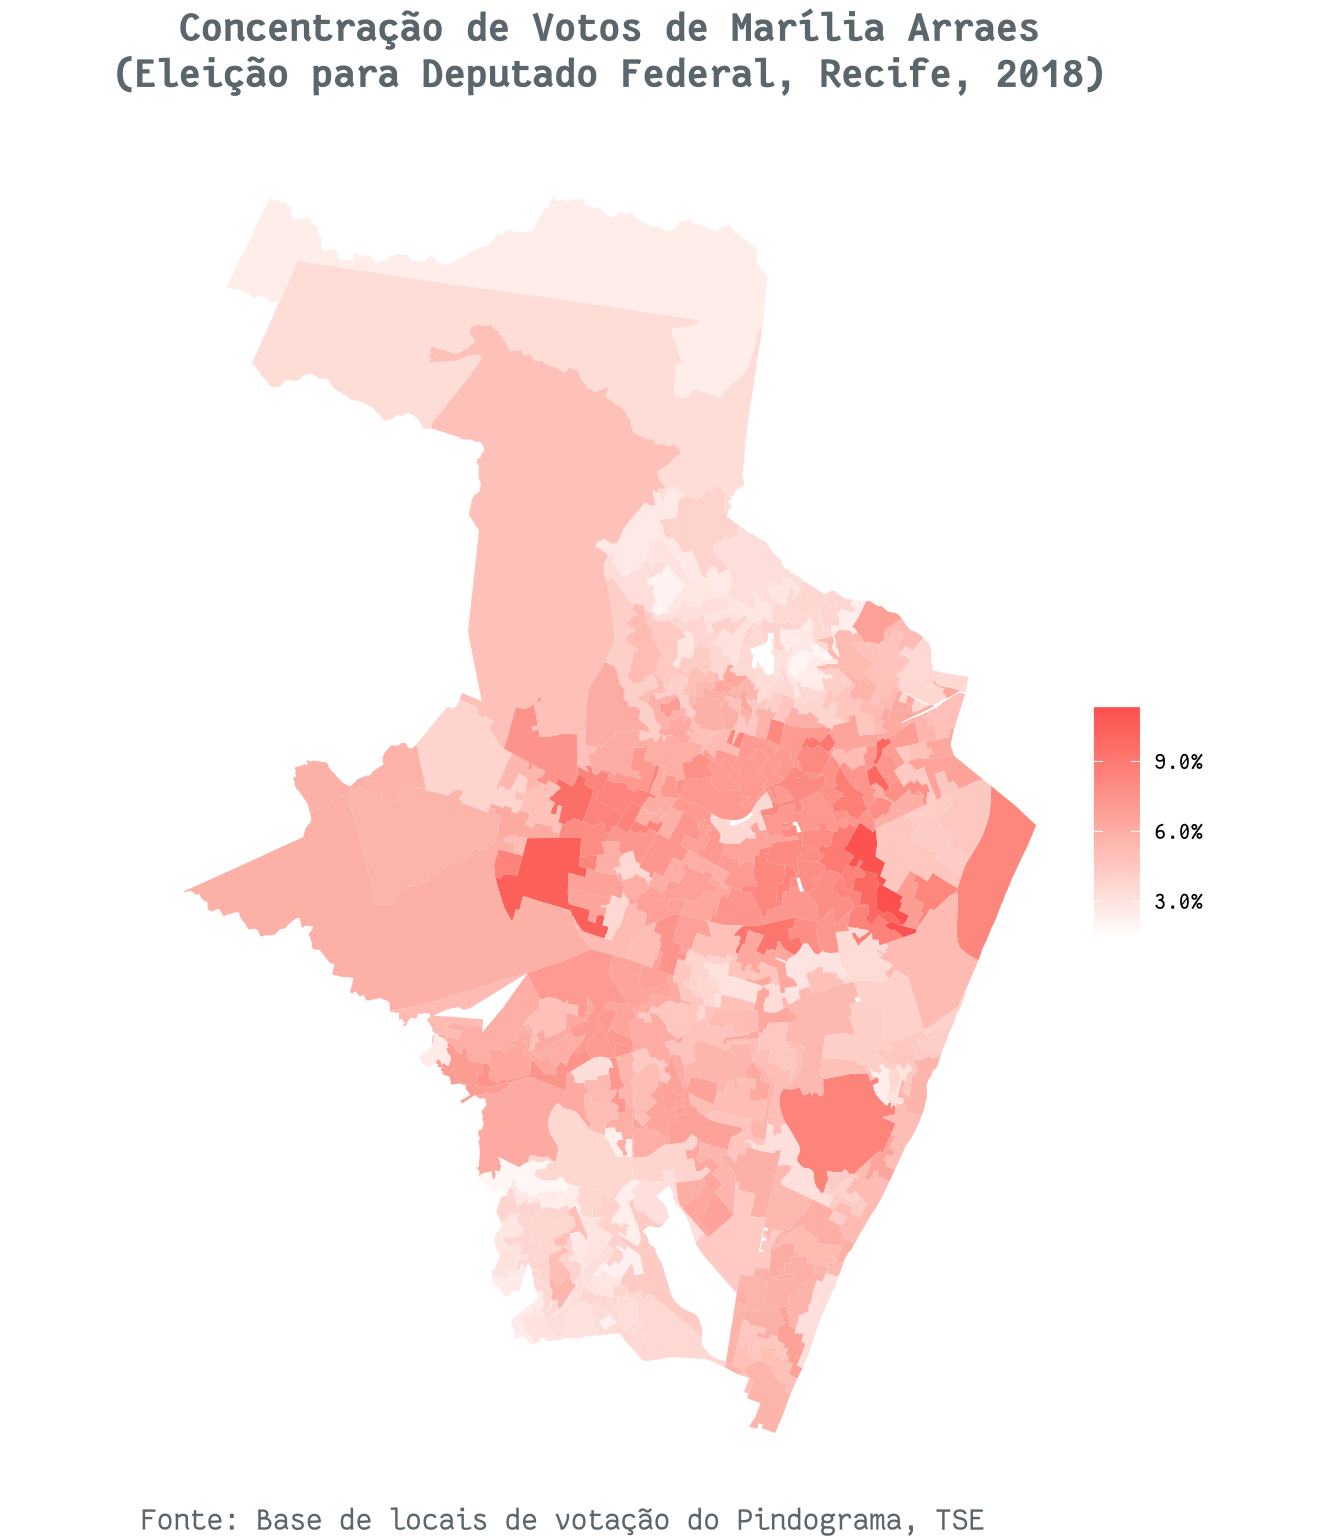 Concentração de Votos de Marília Arraes
(Eleição para Deputado Federal, Recife, 2018)
9.0%
6.0%
3.0%
Fonte: Base de locais de votação do Pindograma, TSE